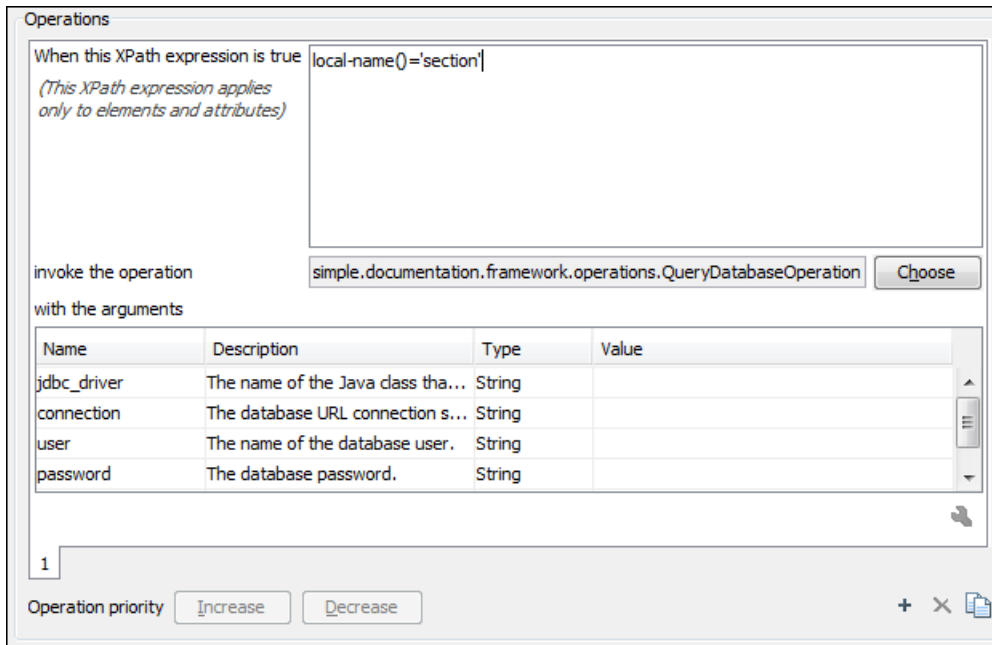 Operations
When this XPath expression is true local-name()='section'
(This XPath expression applies
only to elements and attributes)
invoke the operation simple.documentation.framework.operations.QueryDatabaseOperation Choose
with the arguments
Name Description Type Value
jdbc_driver The name of the Java class tha... String
connection The database URL connection s... String
user The name of the database user. String
password The database password. String
1
Operation priority Increase Decrease